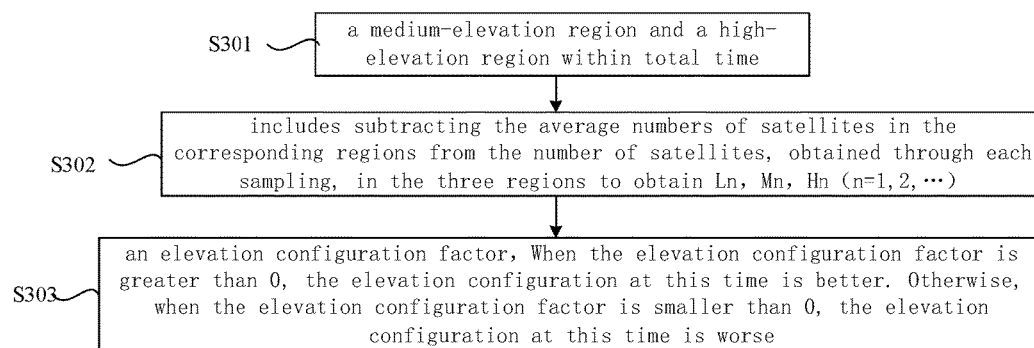 S301
a medium-elevation region and a high-
elevation region within total time
S302
includes subtracting the average numbers of satellites in the
corresponding regions from the number of satellites, obtained through each
sampling, in the three regions to obtain Ln, Mn, Hn (n=1,2,…)
S303
an elevation configuration factor, When the elevation configuration factor is
greater than 0, the elevation configuration at this time is better. Otherwise,
when the elevation configuration factor is smaller than 0, the elevation
configuration at this time is worse